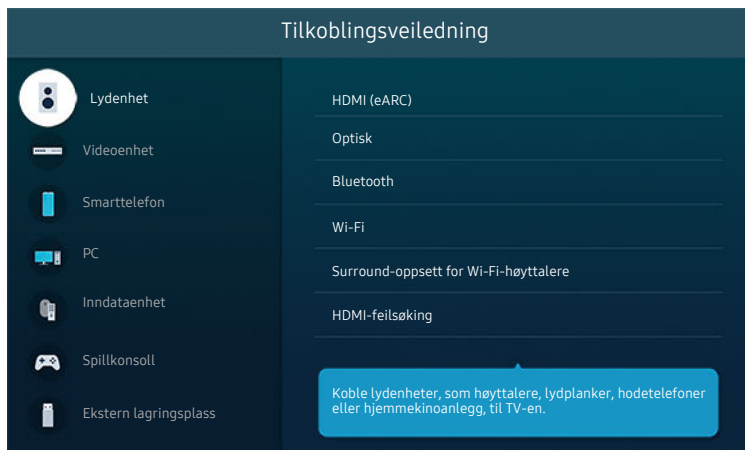 Tilkoblingsveiledning
Lydenhet
Videoenhet
Smarttelefon
PC
Inndataenhet
Spillkonsoll
Ekstern lagringsplass
HDMI (eARC)
Optisk
Bluetooth
Wi-Fi
Surround-oppsett for Wi-Fi-høyttalere
HDMI-feilsøking
Koble lydenheter, som høyttalere, lydplanker, hodetelefoner
eller hjemmekinoanlegg, til TV-en.